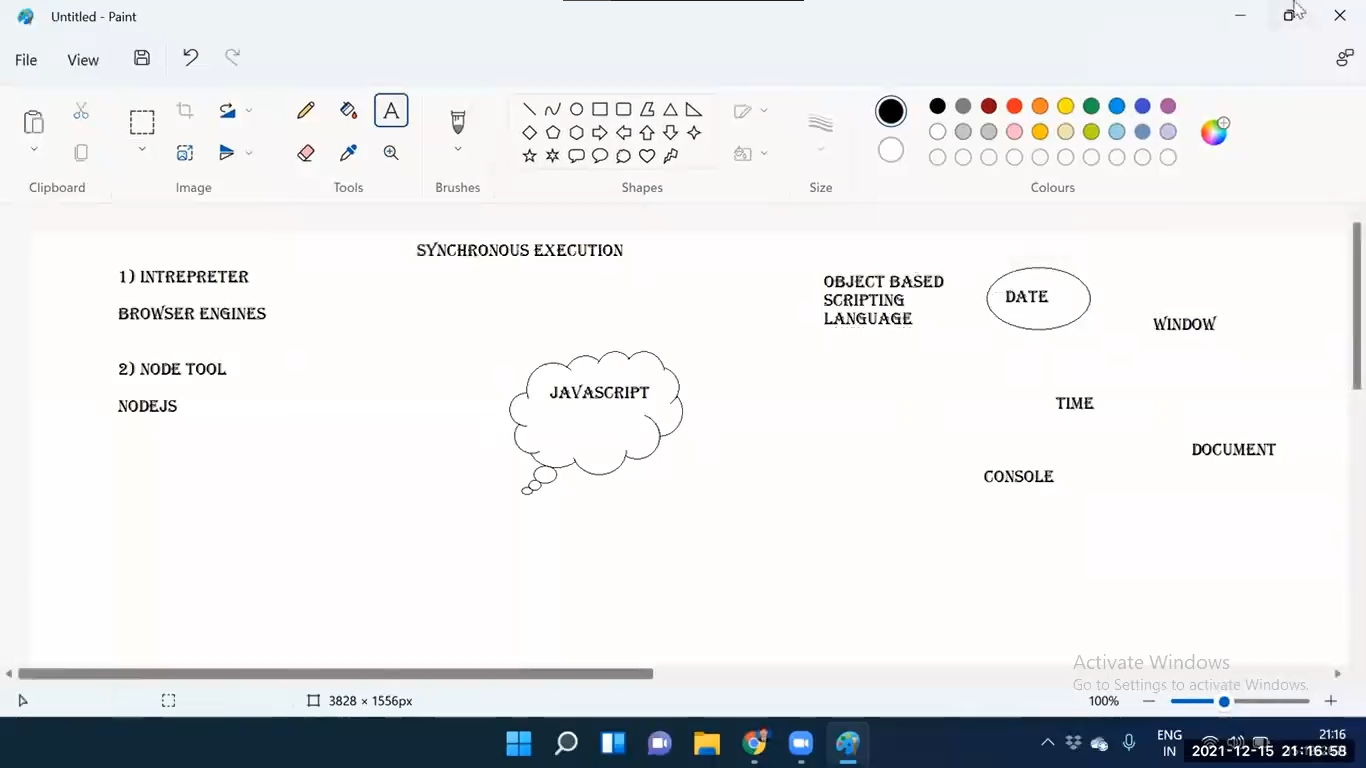 Untitled - Paint
File
View
Clipboard
Image
Tools
Brushes
Shapes
Size
Colours
SYNCHRONOUS EXECUTION
1) INTREPRETER
BROWSER ENGINES
2) NODE TOOL
NODEJS
JAVASCRIPT
OBJECT BASED
SCRIPTING
LANGUAGE
DATE
WINDOW
TIME
DOCUMENT
CONSOLE
Activate Windows
Go to Settings to activate Windows.
3828 × 1556px
100%
ENG
IN
21:16
2021-12-15 21:16:58